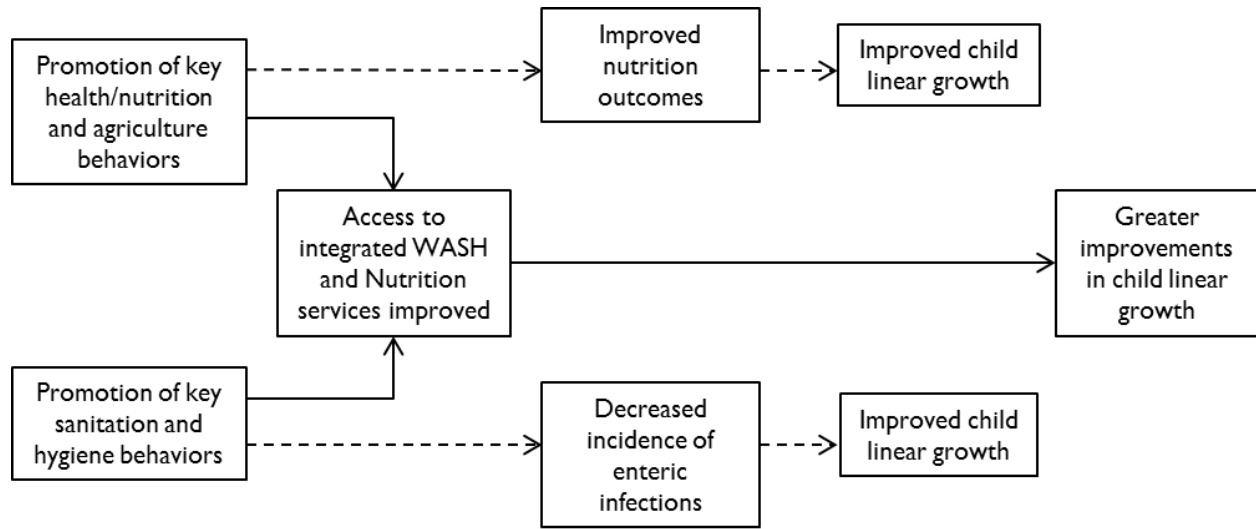 Promotion of key
health/nutrition
and agriculture
behaviors
Improved
nutrition
outcomes
Improved child
linear growth
Access to
integrated WASH
and Nutrition
services improved
Greater
improvements
in child linear
growth
Promotion of key
sanitation and
hygiene behaviors
Decreased
incidence of
enteric
infections
Improved child
linear growth